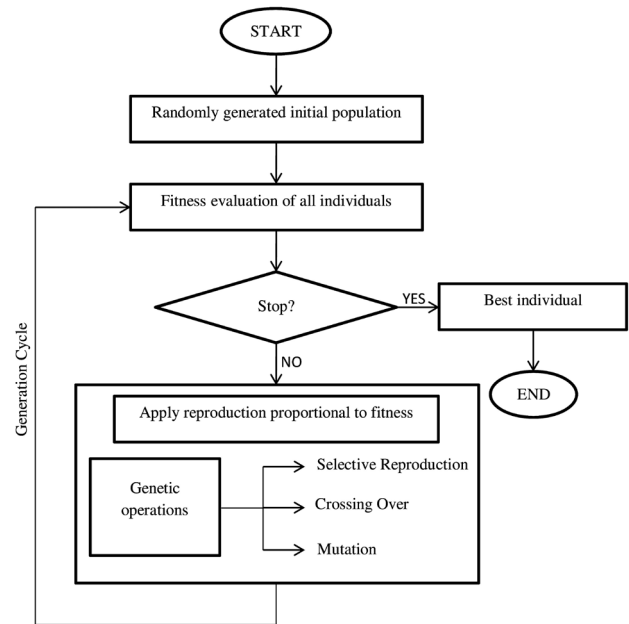 START
Randomly generated initial population
Fitness evaluation of all individuals
Stop?
YES
Best individual
END
NO
Generation Cycle
Apply reproduction proportional to fitness
Genetic
operations
Selective Reproduction
Crossing Over
Mutation